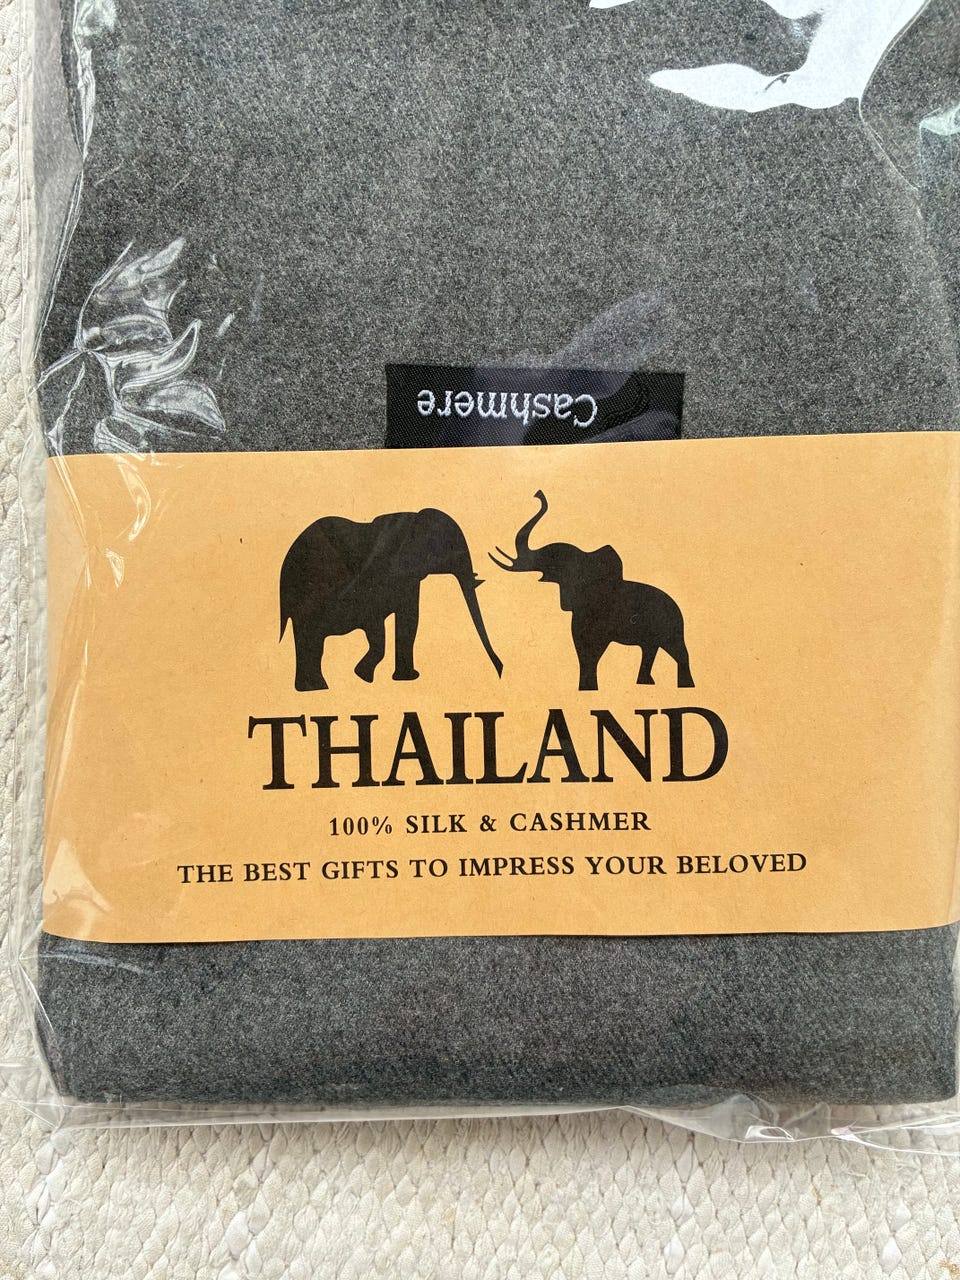 Cashmere
THAILAND
100% SILK & CASHMER
THE BEST GIFTS TO IMPRESS YOUR BELOVED